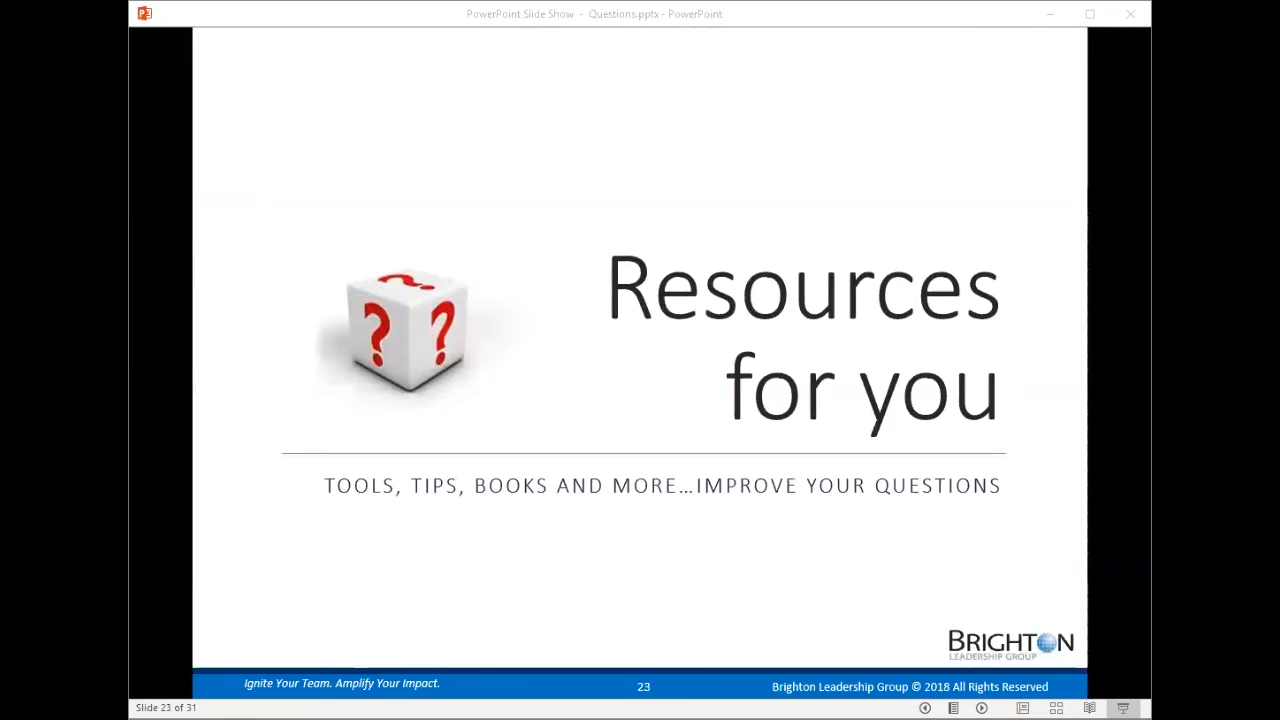 PowerPoint Slide Show - Questions.pptx - PowerPoint
? ? ?
Resources
for you
TOOLS, TIPS, BOOKS AND MORE…IMPROVE YOUR QUESTIONS
BRIGHTON
LEADERSHIP GROUP
Ignite Your Team. Amplify Your Impact.
23
Brighton Leadership Group © 2018 All Rights Reserved
Slide 23 of 31